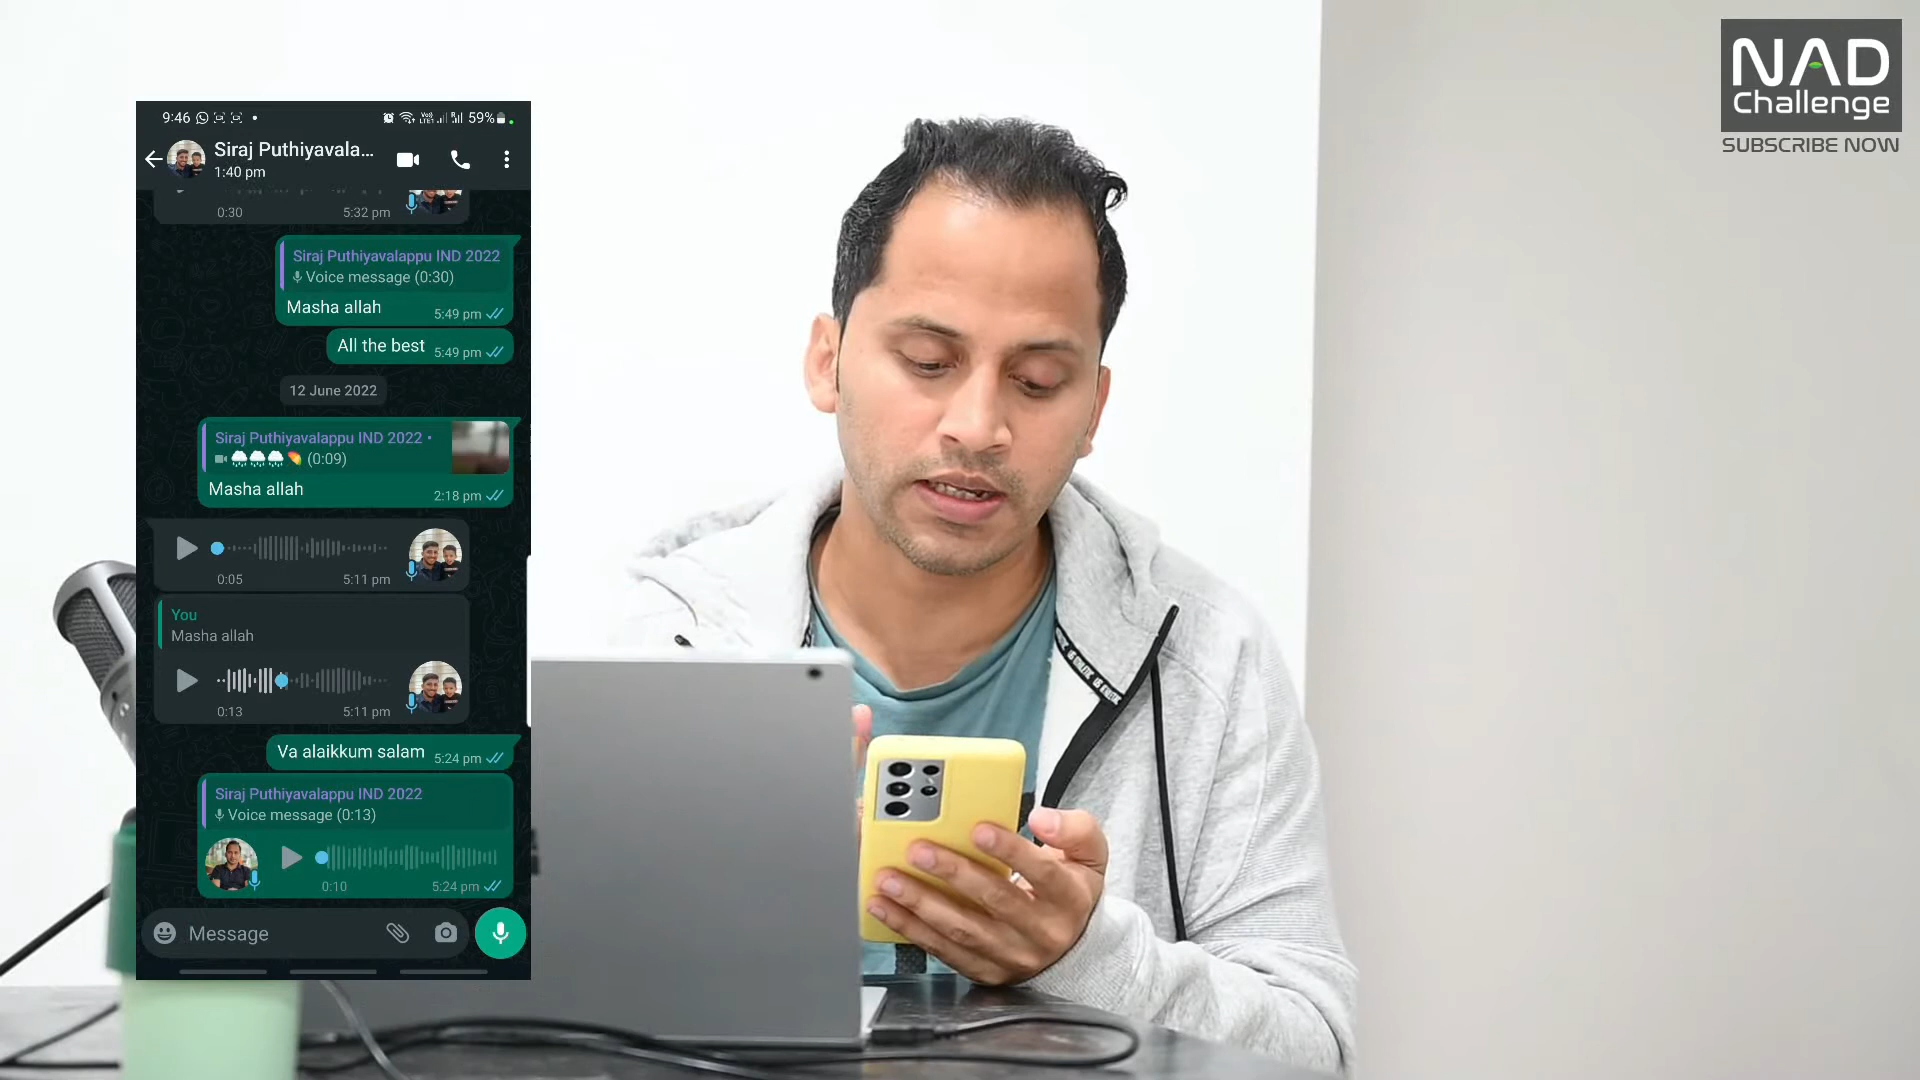 NAD
Challenge
SUBSCRIBE NOW
9:46
59%
Siraj Puthiyavala...
1:40 pm
0:30 5:32 pm
Siraj Puthiyavalappu IND 2022
Voice message (0:30)
Masha allah
5:49 pm
All the best 5:49 pm
12 June 2022
Siraj Puthiyavalappu IND 2022 •
🌧🌧🌧🍂 (0:09)
Masha allah
2:18 pm
0:05 5:11 pm
You
Masha allah
0:13 5:11 pm
Va alaikkum salam 5:24 pm
Siraj Puthiyavalappu IND 2022
Voice message (0:13)
0:10 5:24 pm
Message